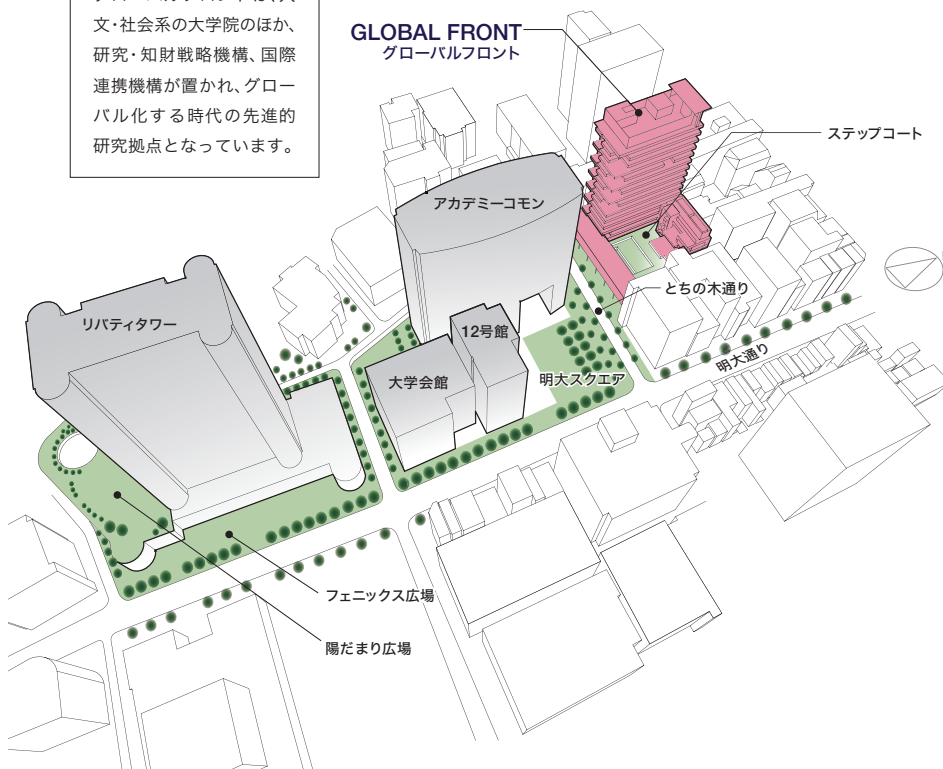 文・社会系の大学院のほか、
研究・知財戦略機構、国際
連携機構が置かれ、グロー
バル化する時代の先進的
研究拠点となっています。
GLOBAL FRONT
グローバルフロント
ステップコート
アカデミーコモン
とちの木通り
リバティタワー
12号館
明大通り
大学会館
明大スクエア
フェニックス広場
陽だまり広場